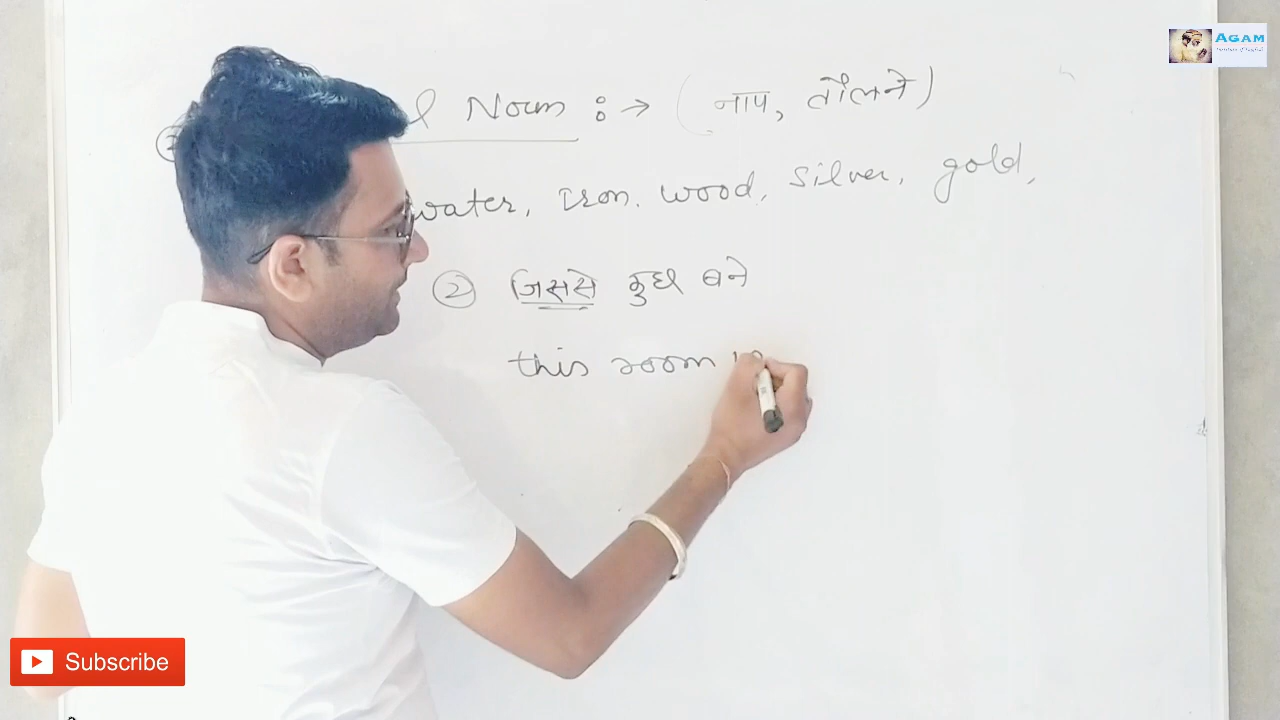 AGAM
l Noun :→ (नाप, तौलने)
water, Iron, wood, silver, gold,
② जिससे कुछ बने
this room
Subscribe